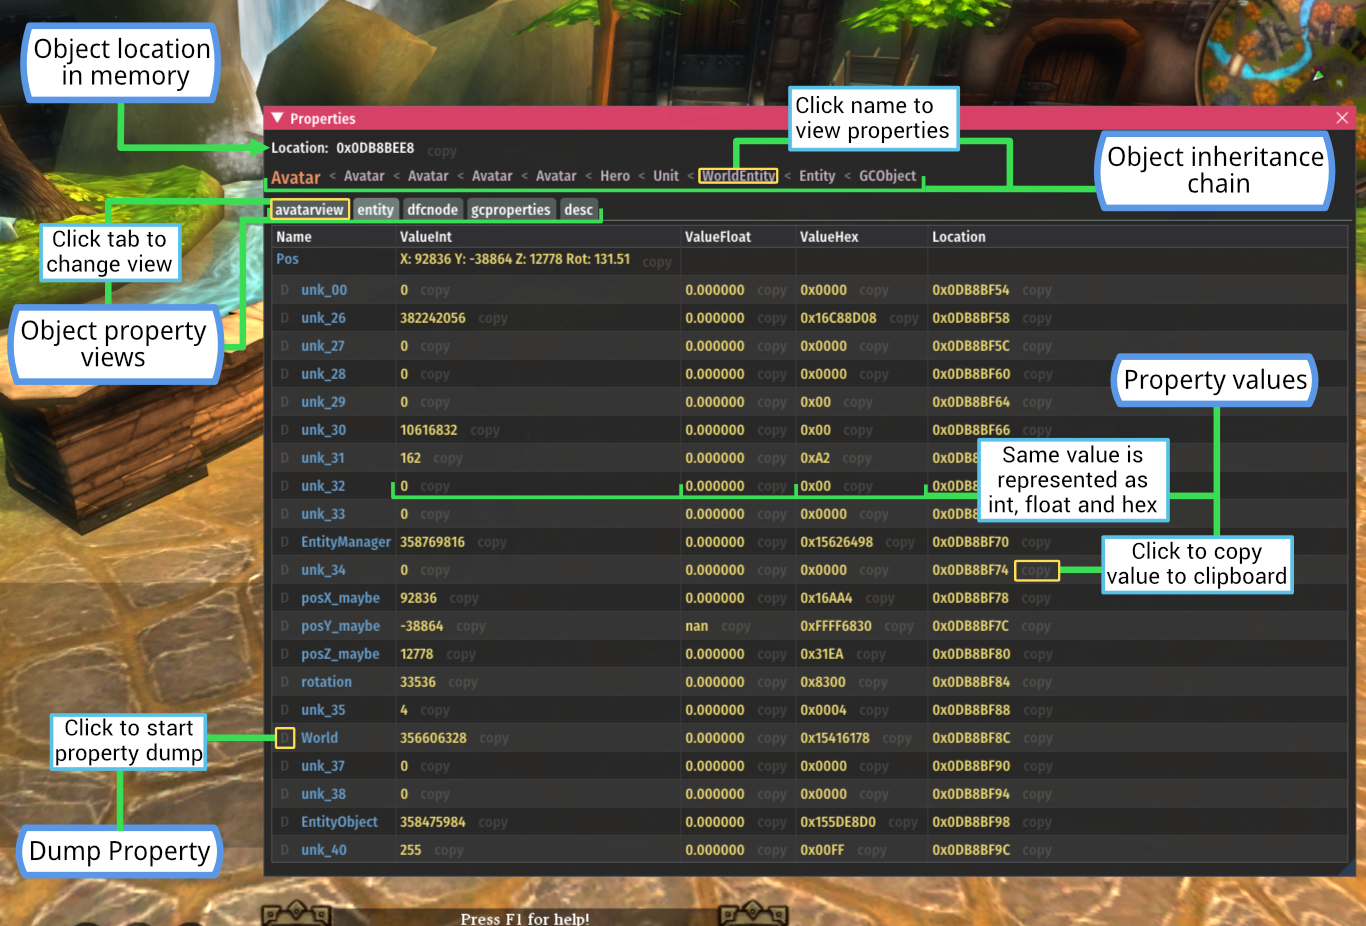 Object location
in memory
Click name to
view properties
▼ Properties
Location: 0x0DB8BEE8 copy
Object inheritance
chain
Avatar < Avatar < Avatar < Avatar < Avatar < Hero < Unit < WorldEntity < Entity < GCObject
avatarview entity dfcnode gcproperties desc
Click tab to
change view
Object property
views
Name ValueInt ValueFloat ValueHex Location
Pos X: 92836 Y: -38864 Z: 12778 Rot: 131.51 copy
D unk_00 0 copy 0.000000 copy 0x0000 copy 0x0DB8BF54 copy
D unk_26 382242056 copy 0.000000 copy 0x16C88D08 copy 0x0DB8BF58 copy
D unk_27 0 copy 0.000000 copy 0x0000 copy 0x0DB8BF5C copy
D unk_28 0 copy 0.000000 copy 0x0000 copy 0x0DB8BF60 copy
D unk_29 0 copy 0.000000 copy 0x00 copy 0x0DB8BF64 copy
D unk_30 10616832 copy 0.000000 copy 0x00 copy 0x0DB8BF66 copy
D unk_31 162 copy 0.000000 copy 0xA2 copy 0x0DB8
D unk_32 0 copy 0.000000 copy 0x00 copy 0x0DB8
D unk_33 0 copy 0.000000 copy 0x0000 copy 0x0DB8
D EntityManager 358769816 copy 0.000000 copy 0x15626498 copy 0x0DB8BF70 copy
D unk_34 0 copy 0.000000 copy 0x0000 copy 0x0DB8BF74 copy
D posX_maybe 92836 copy 0.000000 copy 0x16AA4 copy 0x0DB8BF78 copy
D posY_maybe -38864 copy nan copy 0xFFFF6830 copy 0x0DB8BF7C copy
D posZ_maybe 12778 copy 0.000000 copy 0x31EA copy 0x0DB8BF80 copy
D rotation 33536 copy 0.000000 copy 0x8300 copy 0x0DB8BF84 copy
D unk_35 4 copy 0.000000 copy 0x0004 copy 0x0DB8BF88 copy
D World 356606328 copy 0.000000 copy 0x15416178 copy 0x0DB8BF8C copy
D unk_37 0 copy 0.000000 copy 0x0000 copy 0x0DB8BF90 copy
D unk_38 0 copy 0.000000 copy 0x0000 copy 0x0DB8BF94 copy
D EntityObject 358475984 copy 0.000000 copy 0x155DE8D0 copy 0x0DB8BF98 copy
D unk_40 255 copy 0.000000 copy 0x00FF copy 0x0DB8BF9C copy
Property values
Same value is
represented as
int, float and hex
Click to copy
value to clipboard
Click to start
property dump
Dump Property
Press F1 for help!